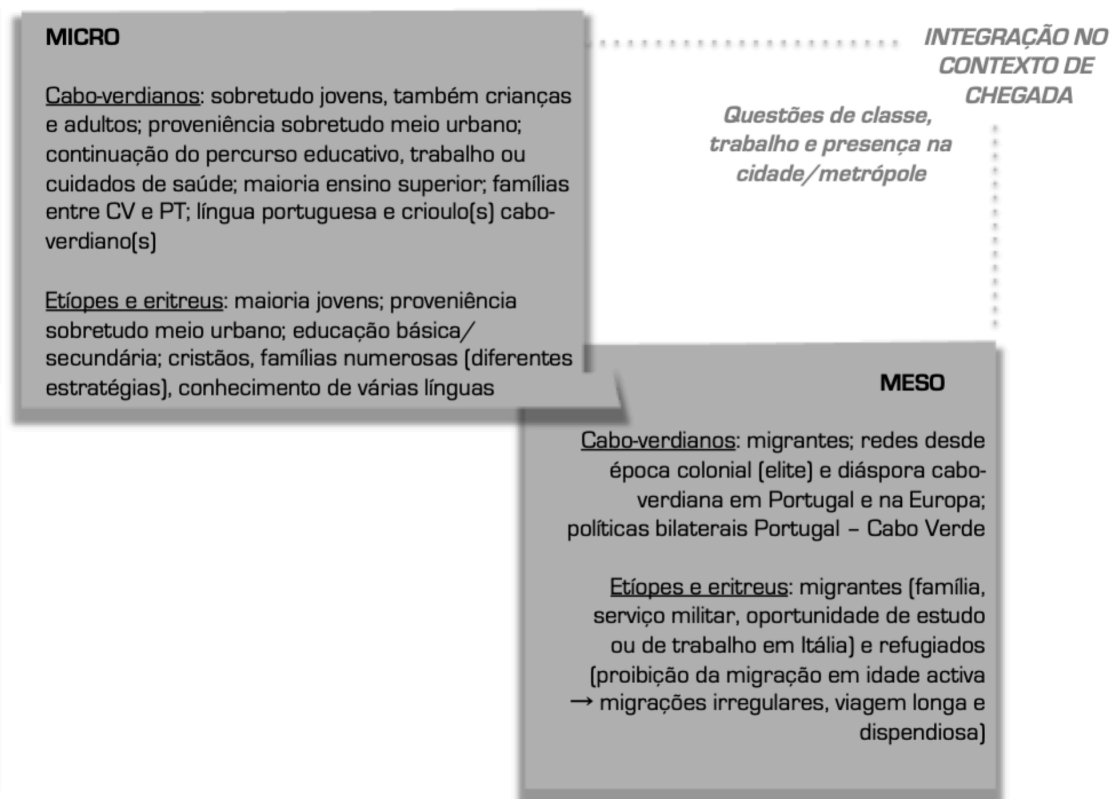 MICRO
Cabo-verdianos: sobretudo jovens, também crianças
e adultos; proveniência sobretudo meio urbano;
continuação do percurso educativo, trabalho ou
cuidados de saúde; maioria ensino superior; famílias
entre CV e PT; língua portuguesa e crioulo(s) cabo-
verdiano(s)
Etíopes e eritreus: maioria jovens; proveniência
sobretudo meio urbano; educação básica/
secundária; cristãos, famílias numerosas (diferentes
estratégias), conhecimento de várias línguas
INTEGRAÇÃO NO
CONTEXTO DE
CHEGADA
Questões de classe,
trabalho e presença na
cidade/metrópole
MESO
Cabo-verdianos: migrantes; redes desde
época colonial (elite) e diáspora cabo-
verdiana em Portugal e na Europa;
políticas bilaterais Portugal – Cabo Verde
Etíopes e eritreus: migrantes (família,
serviço militar, oportunidade de estudo
ou de trabalho em Itália) e refugiados
(proibição da migração em idade activa
→ migrações irregulares, viagem longa e
dispendiosa)